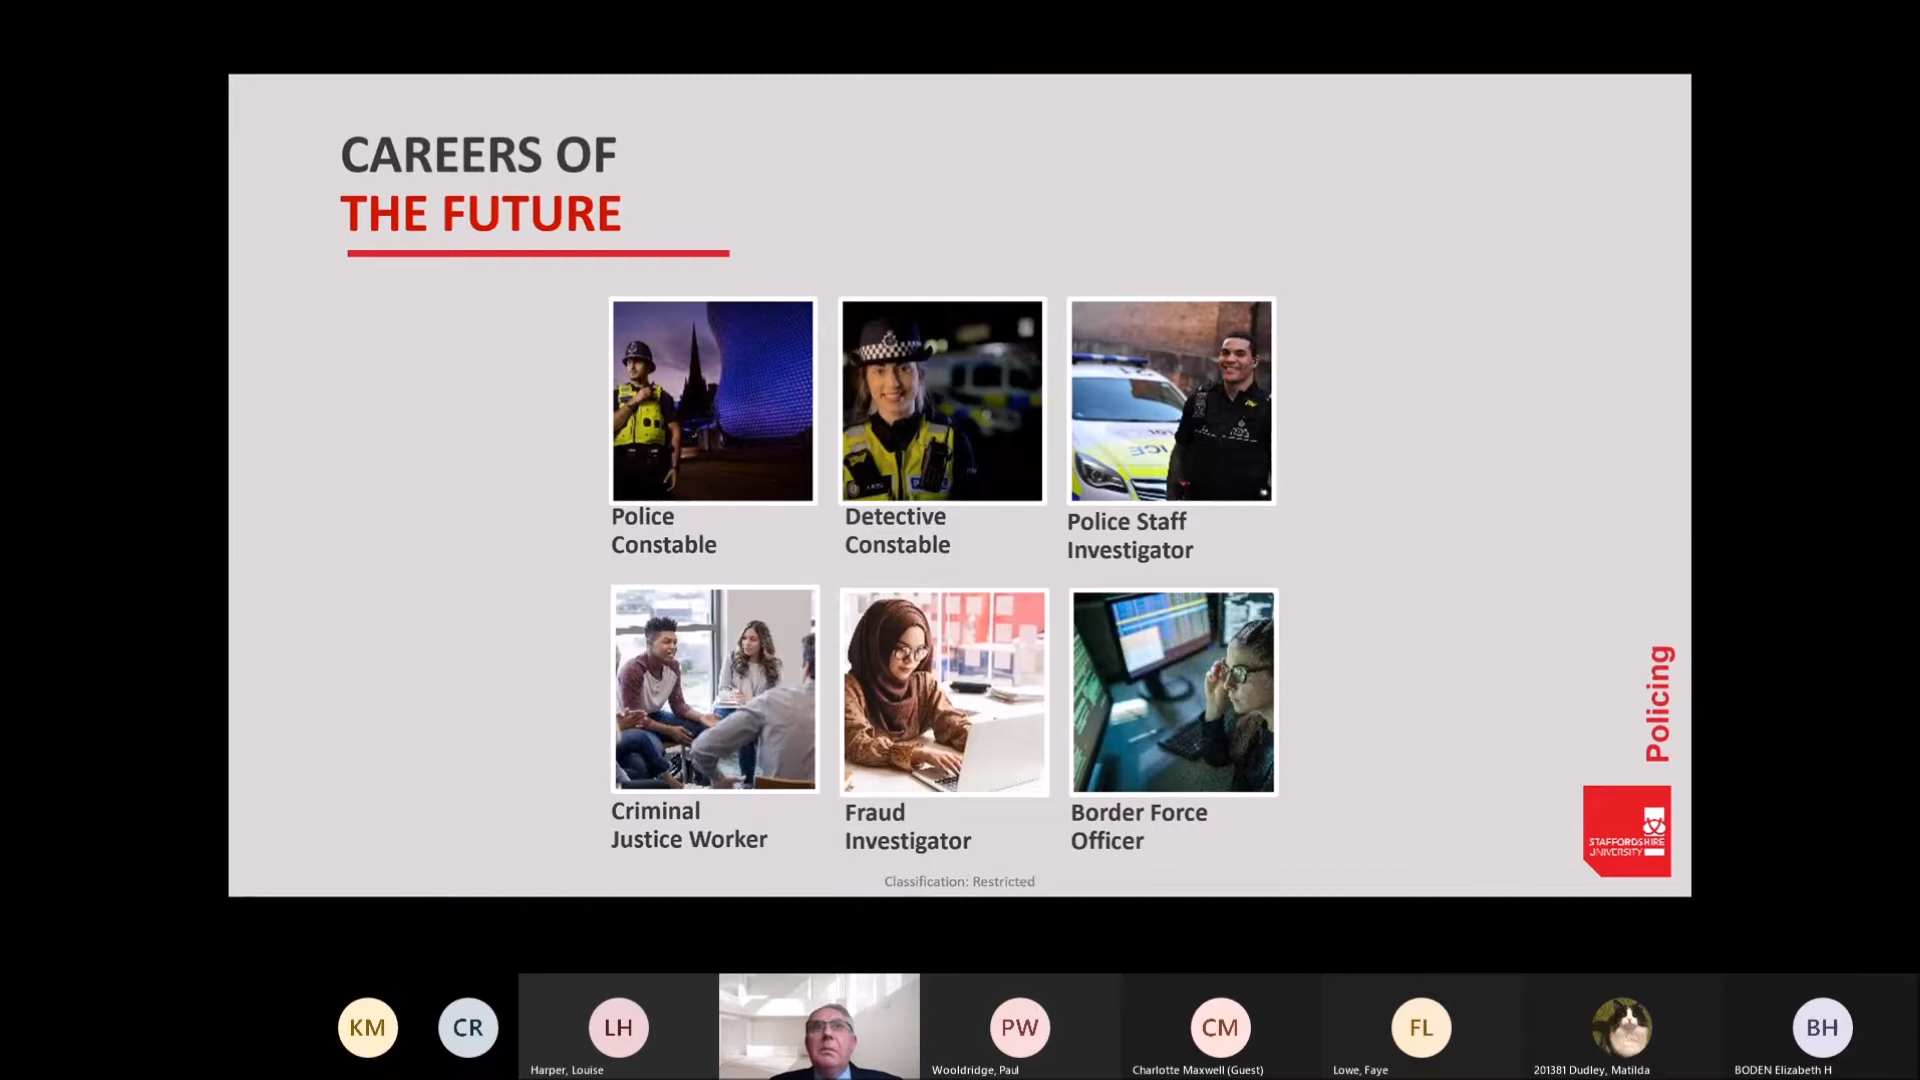 CAREERS OF
THE FUTURE
Police
Constable
Detective
Constable
Police Staff
Investigator
Criminal
Justice Worker
Fraud
Investigator
Border Force
Officer
Policing
STAFFORDSHIRE
UNIVERSITY
Classification: Restricted
KM
CR
LH
Harper, Louise
PW
Wooldridge, Paul
CM
Charlotte Maxwell (Guest)
FL
Lowe, Faye
201381 Dudley, Matilda
BH
BODEN Elizabeth H